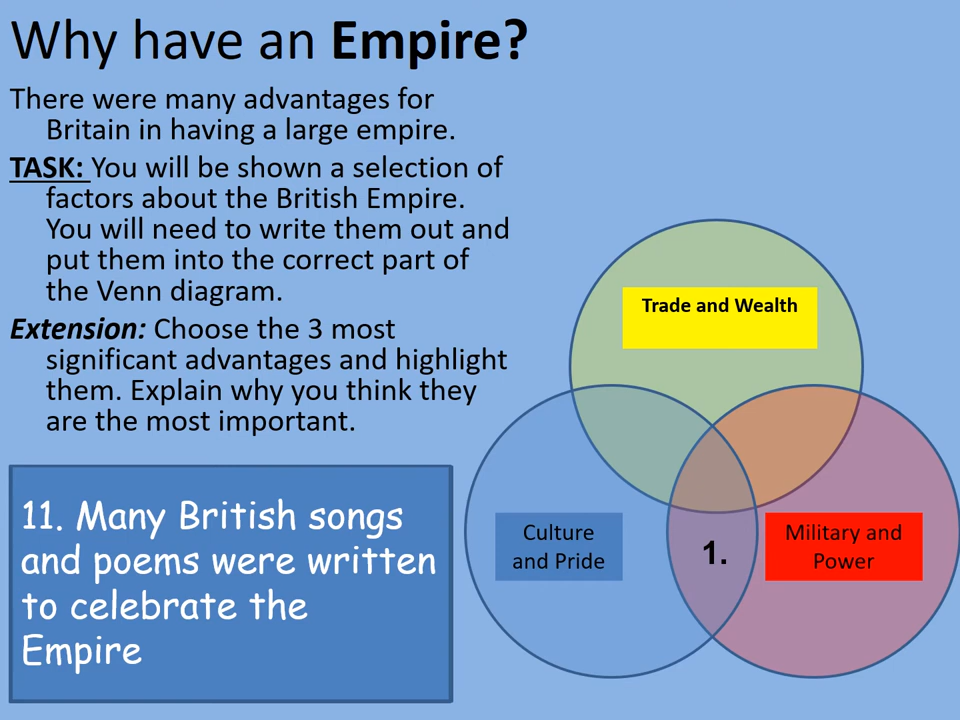 Why have an Empire?
There were many advantages for
Britain in having a large empire.
TASK: You will be shown a selection of
factors about the British Empire.
You will need to write them out and
put them into the correct part of
the Venn diagram.
Extension: Choose the 3 most
significant advantages and highlight
them. Explain why you think they
are the most important.
11. Many British songs
and poems were written
to celebrate the
Empire
Trade and Wealth
Culture
and Pride
1.
Military and
Power